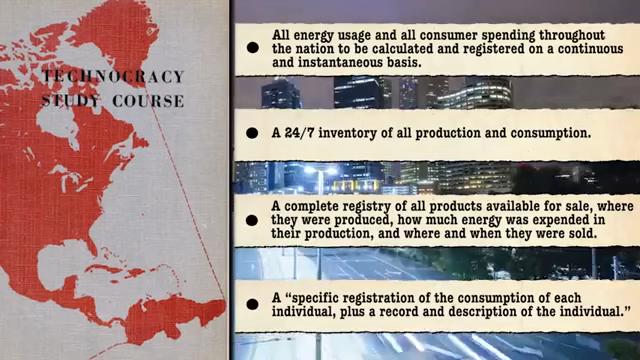 TECHNOCRACY
STUDY COURSE
● All energy usage and all consumer spending throughout
the nation to be calculated and registered on a continuous
and instantaneous basis.
● A 24/7 inventory of all production and consumption.
● A complete registry of all products available for sale, where
they were produced, how much energy was expended in
their production, and where and when they were sold.
● A “specific registration of the consumption of each
individual, plus a record and description of the individual.”